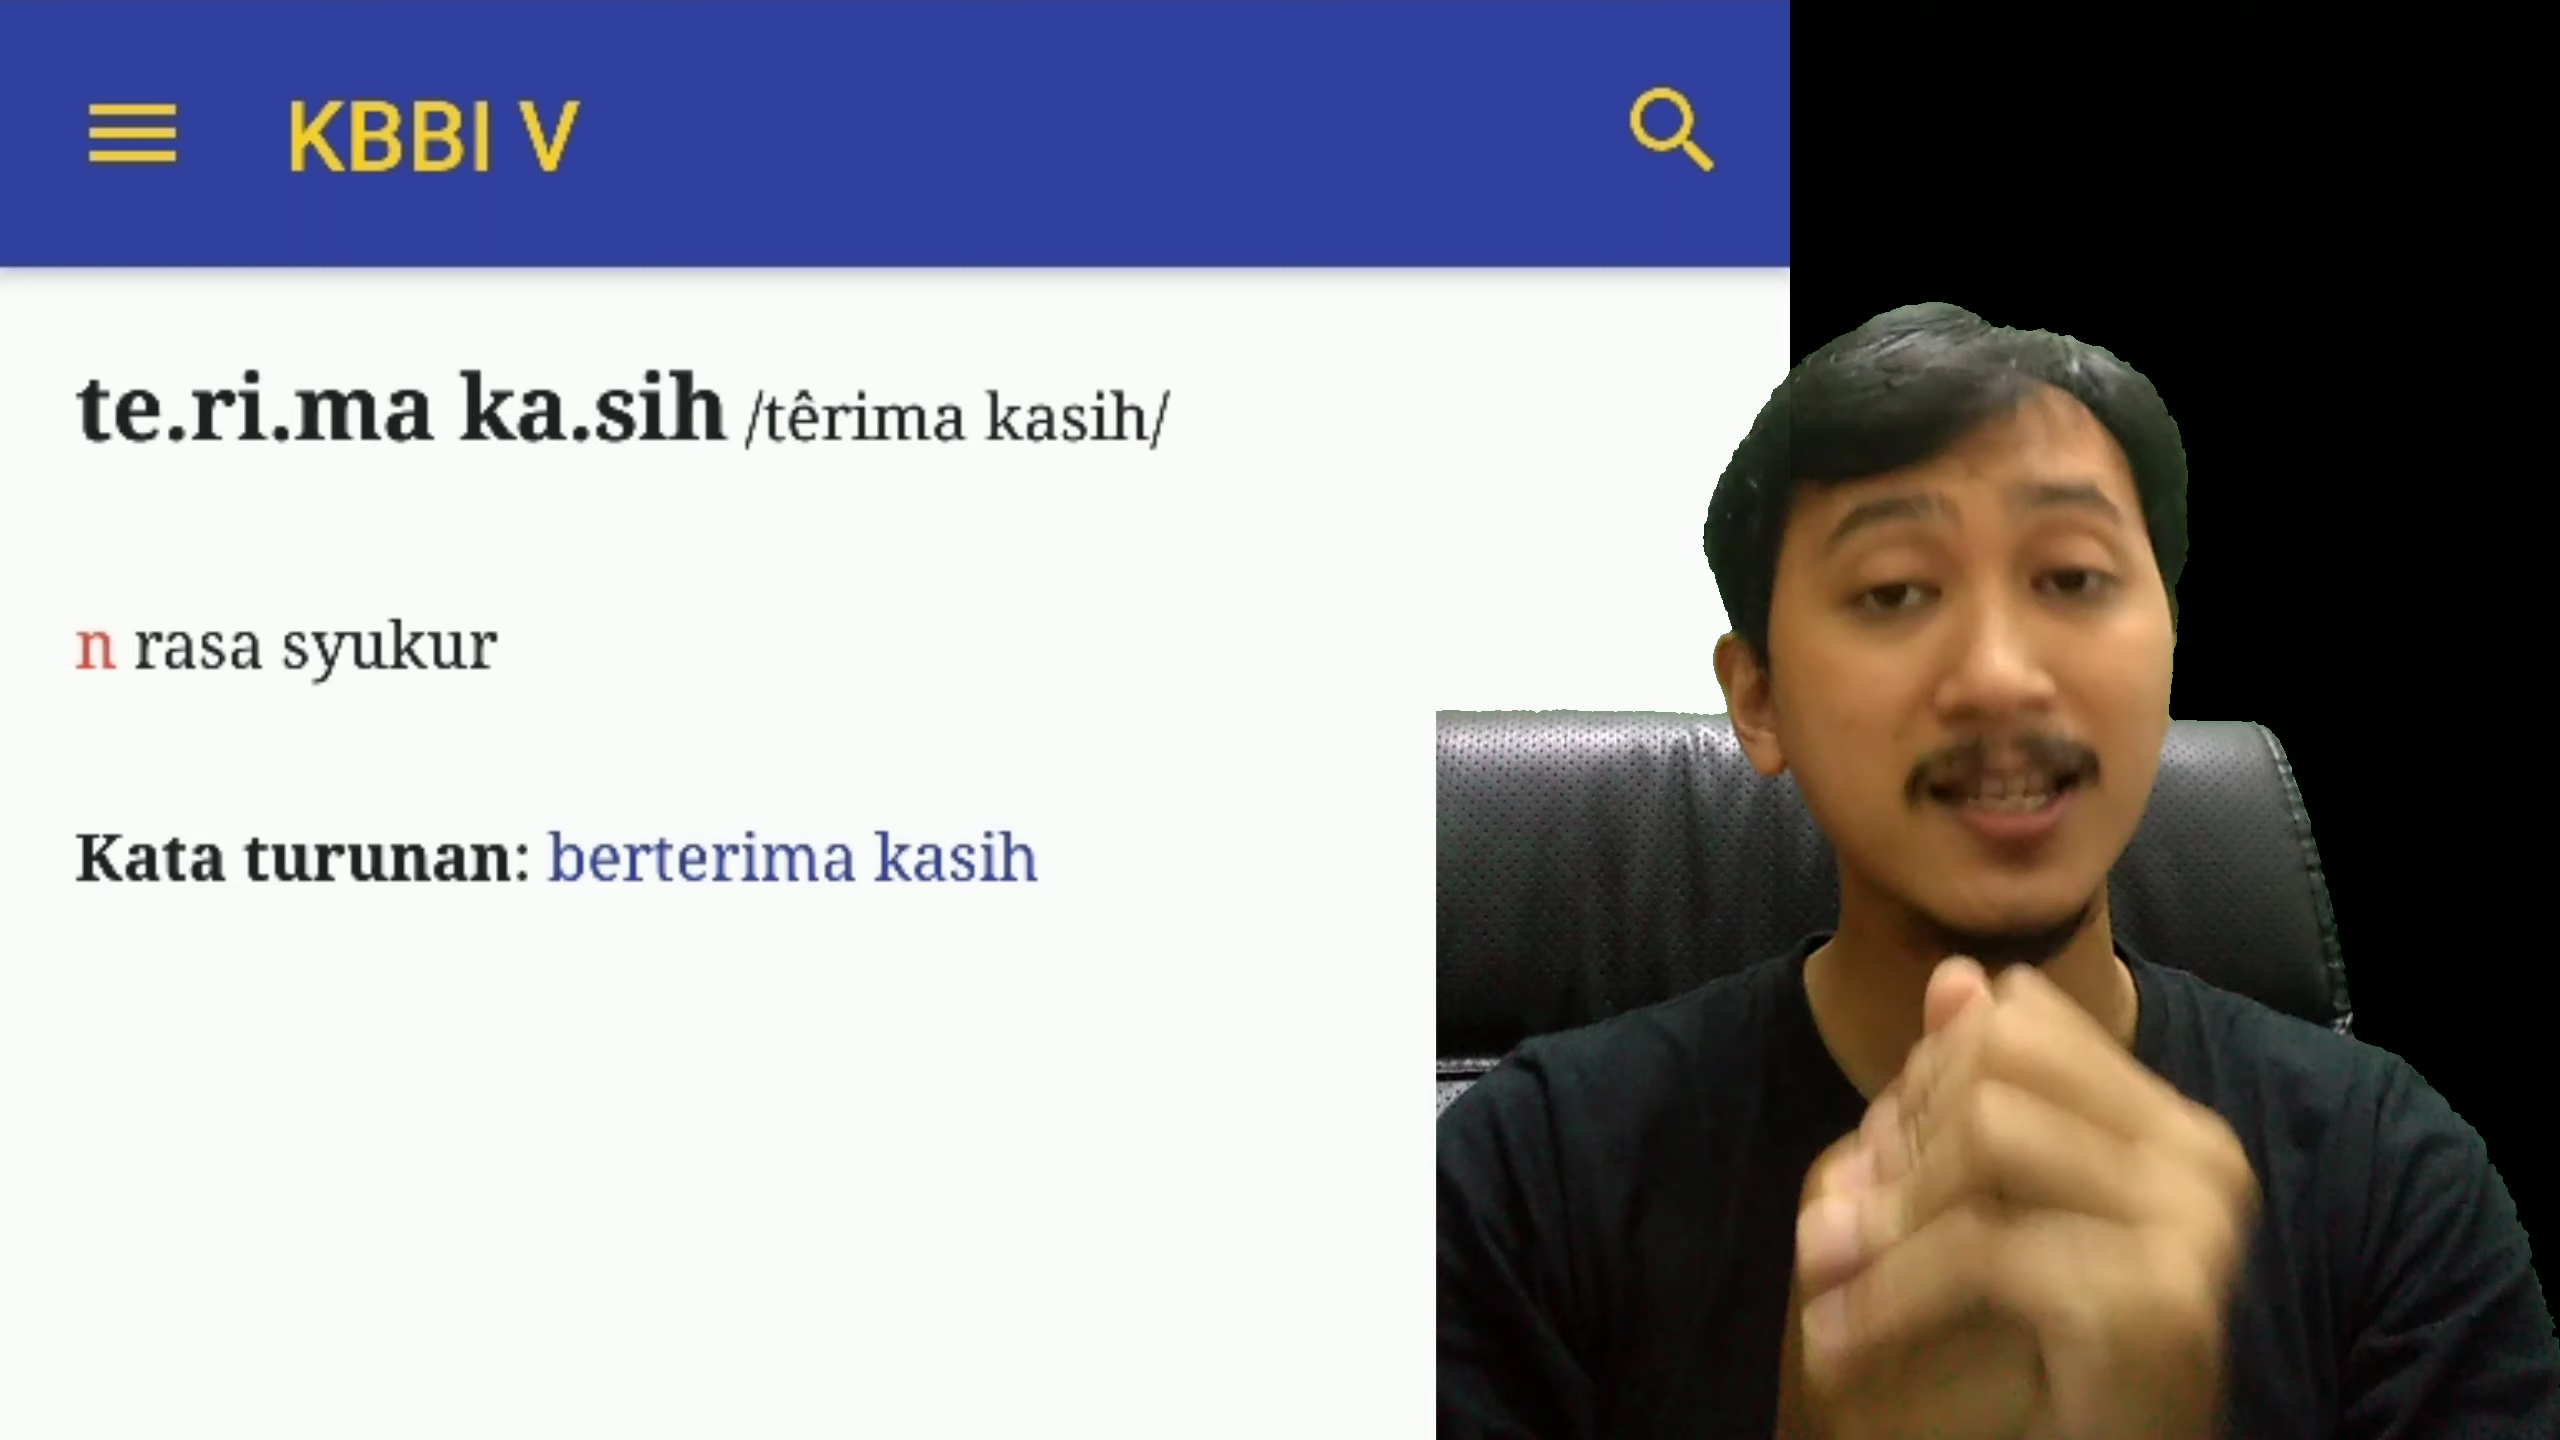 KBBI V
te.ri.ma ka.sih /têrima kasih/
n rasa syukur
Kata turunan: berterima kasih